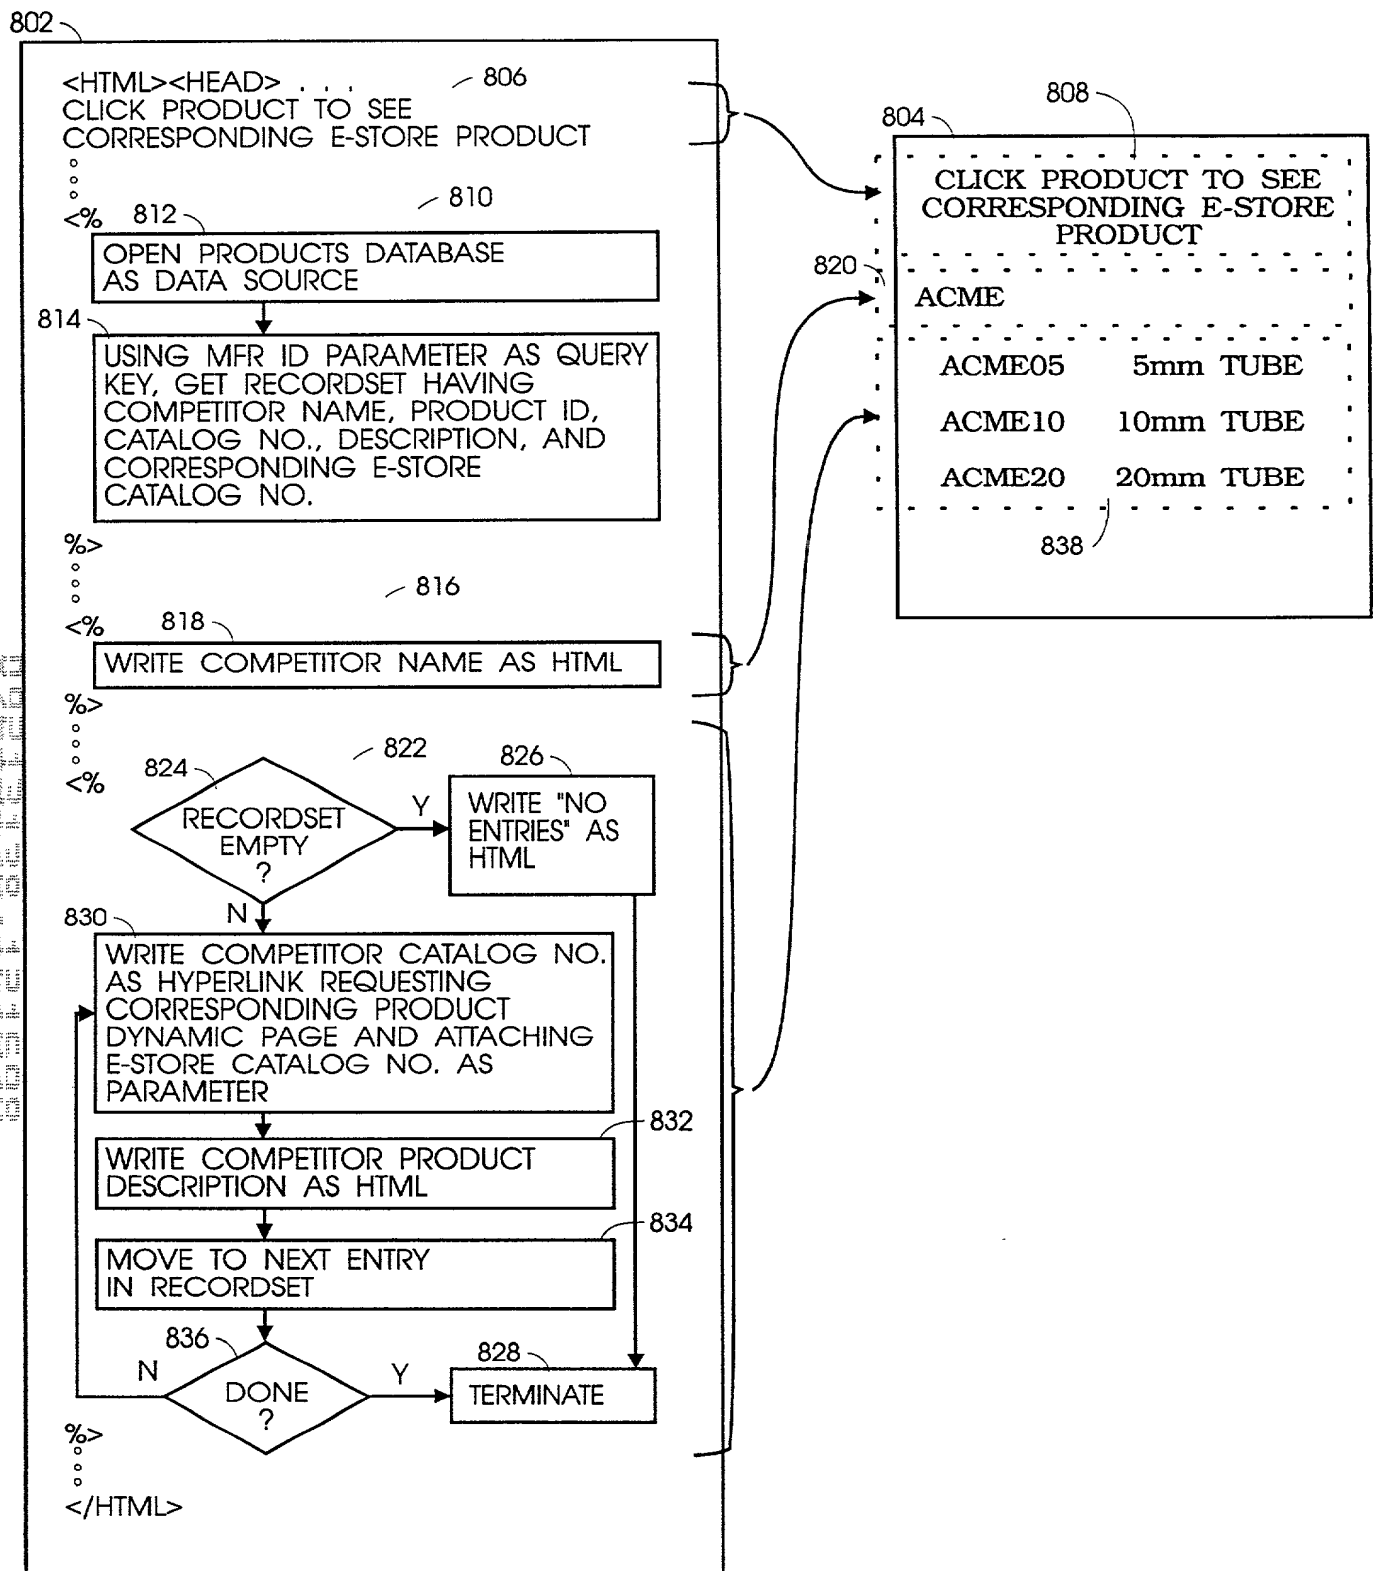 802
<HTML><HEAD> . . .
806
CLICK PRODUCT TO SEE
CORRESPONDING E-STORE PRODUCT
<%
810
812
OPEN PRODUCTS DATABASE
AS DATA SOURCE
814
USING MFR ID PARAMETER AS QUERY
KEY, GET RECORDSET HAVING
COMPETITOR NAME, PRODUCT ID,
CATALOG NO., DESCRIPTION, AND
CORRESPONDING E-STORE
CATALOG NO.
%>
816
<%
818
WRITE COMPETITOR NAME AS HTML
%>
822
<%
824
RECORDSET
EMPTY
?
Y
N
826
WRITE "NO
ENTRIES" AS
HTML
830
WRITE COMPETITOR CATALOG NO.
AS HYPERLINK REQUESTING
CORRESPONDING PRODUCT
DYNAMIC PAGE AND ATTACHING
E-STORE CATALOG NO. AS
PARAMETER
832
WRITE COMPETITOR PRODUCT
DESCRIPTION AS HTML
834
MOVE TO NEXT ENTRY
IN RECORDSET
836
DONE
?
N
Y
828
TERMINATE
%>
</HTML>
804
808
CLICK PRODUCT TO SEE
CORRESPONDING E-STORE
PRODUCT
820
ACME
ACME05 5mm TUBE
ACME10 10mm TUBE
ACME20 20mm TUBE
838